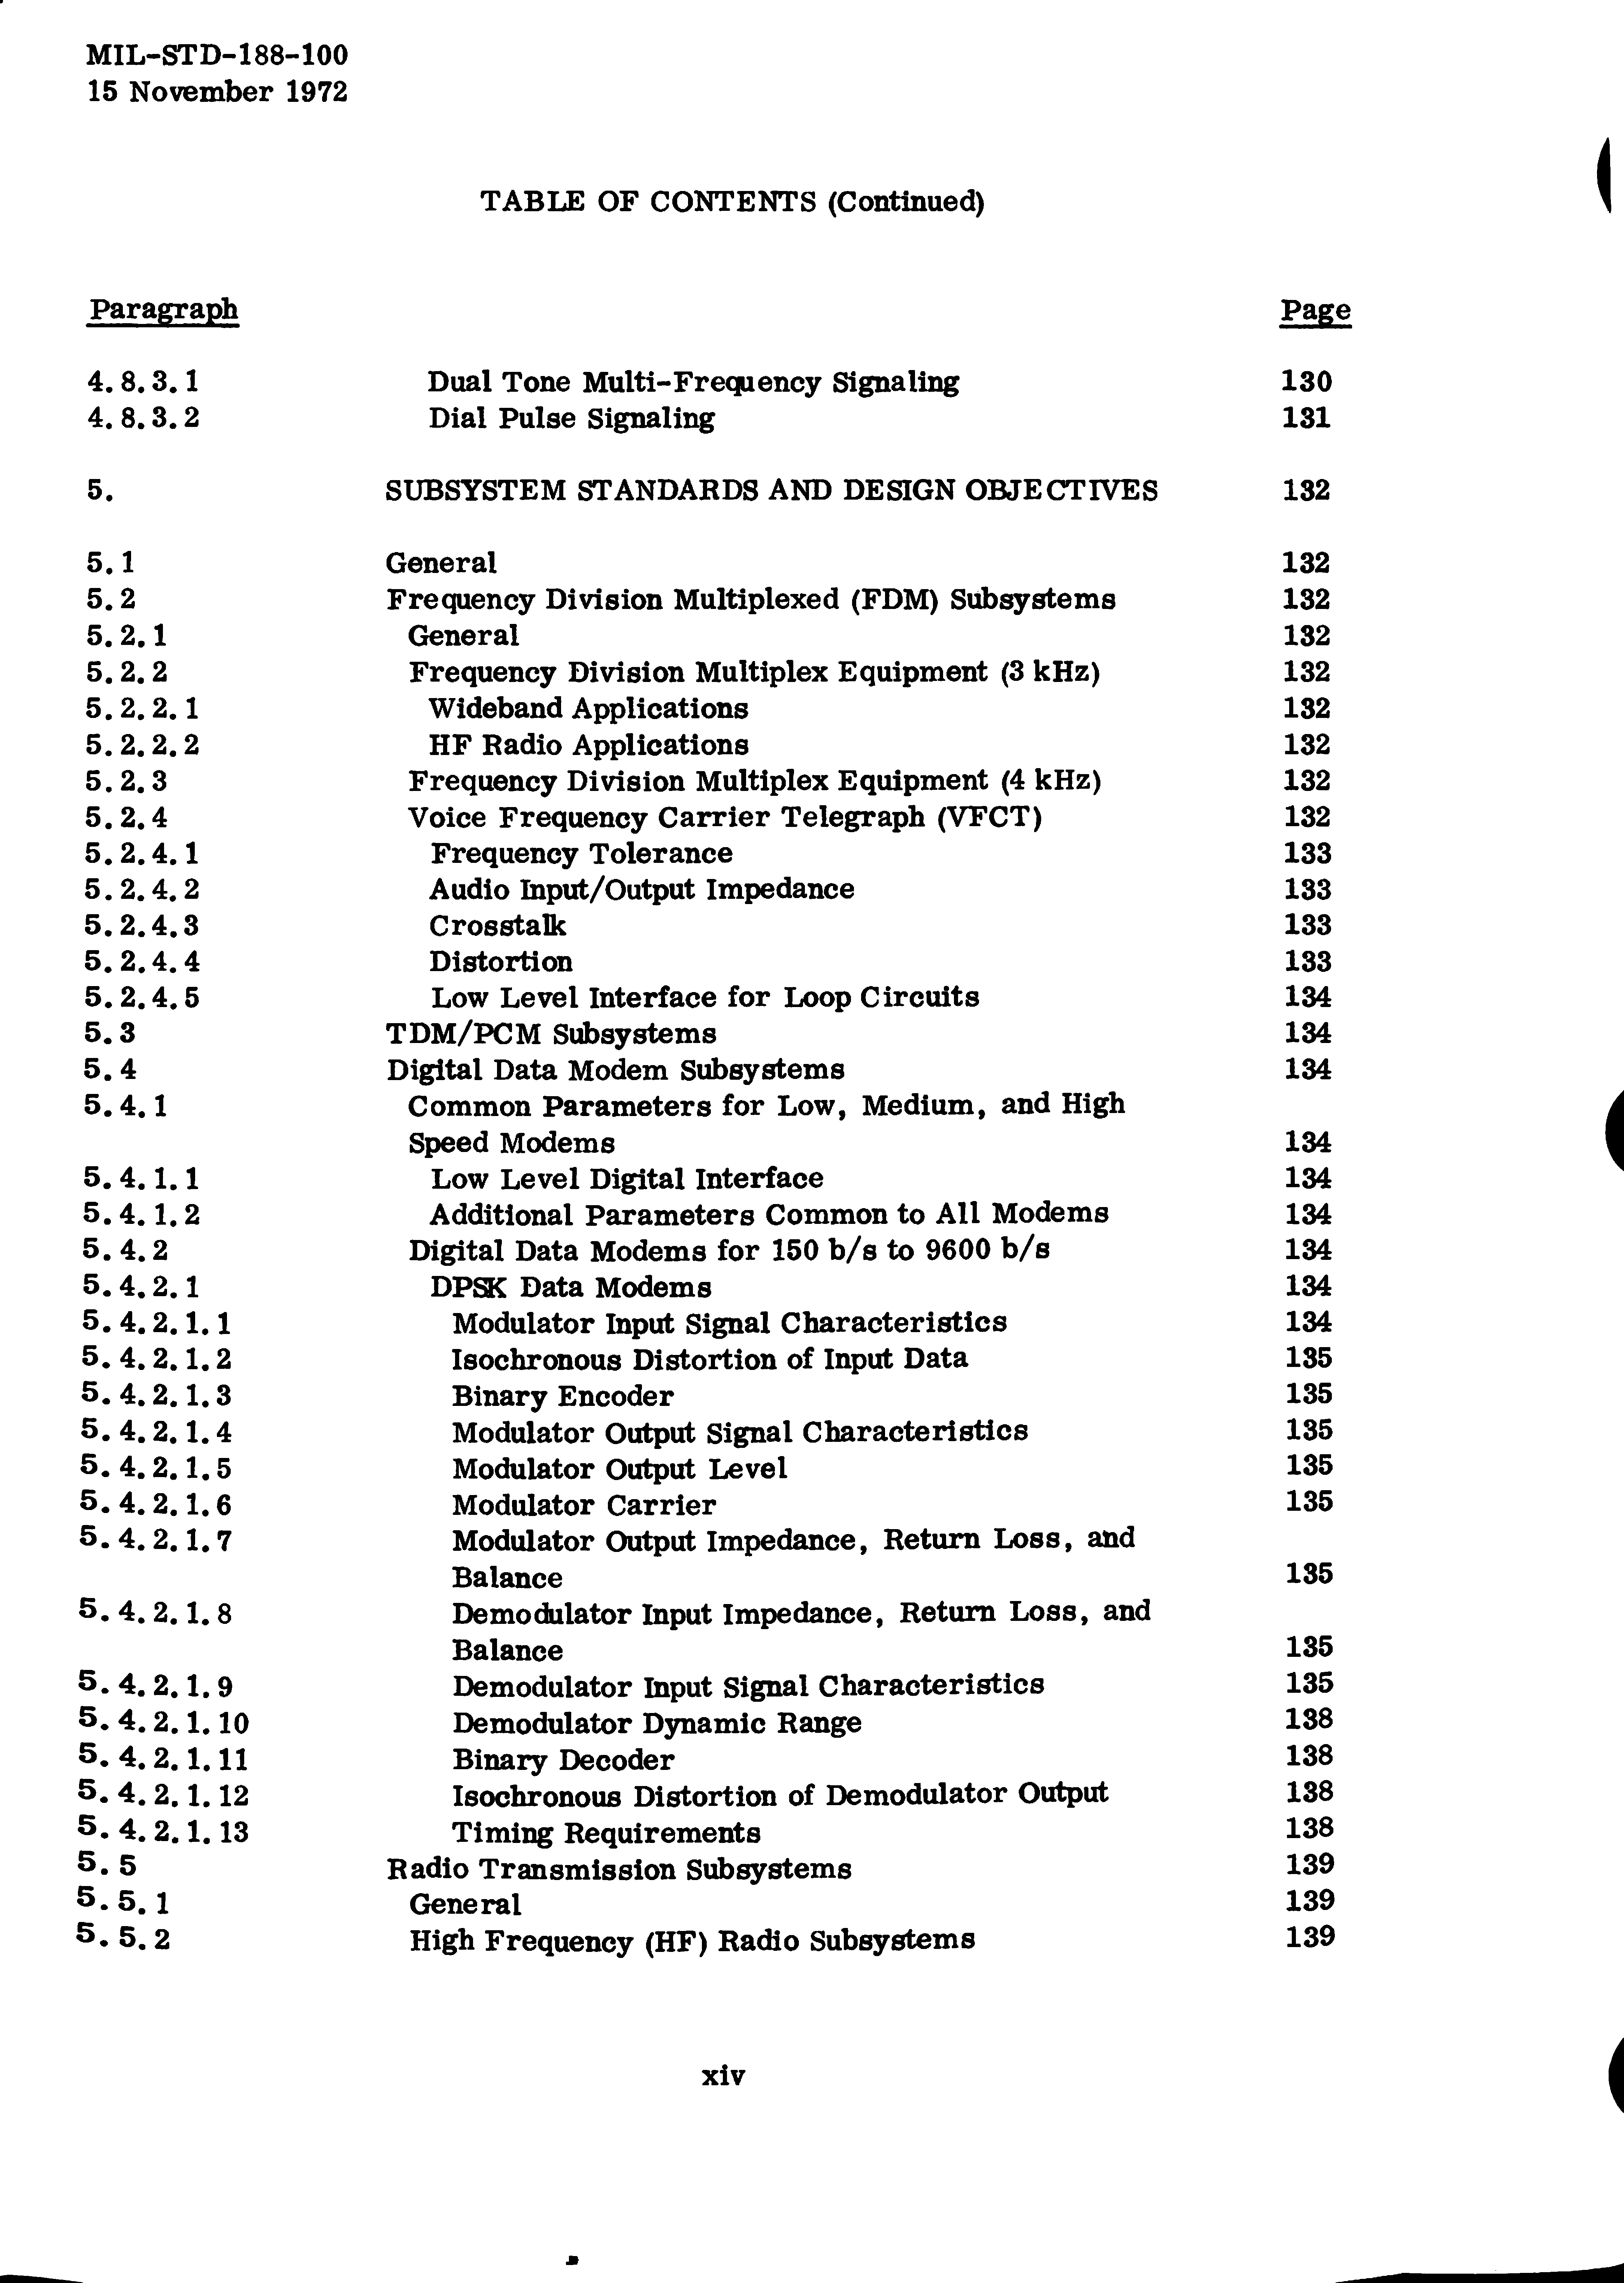 MIL-STD-188-100
15 November 1972
TABLE OF CONTENTS (Continued)
Paragraph Page
4.8.3.1 Dual Tone Multi-Frequency Signaling 130
4.8.3.2 Dial Pulse Signaling 131
5. SUBSYSTEM STANDARDS AND DESIGN OBJECTIVES 132
5.1 General 132
5.2 Frequency Division Multiplexed (FDM) Subsystems 132
5.2.1 General 132
5.2.2 Frequency Division Multiplex Equipment (3 kHz) 132
5.2.2.1 Wideband Applications 132
5.2.2.2 HF Radio Applications 132
5.2.3 Frequency Division Multiplex Equipment (4 kHz) 132
5.2.4 Voice Frequency Carrier Telegraph (VFCT) 132
5.2.4.1 Frequency Tolerance 133
5.2.4.2 Audio Input/Output Impedance 133
5.2.4.3 Crosstalk 133
5.2.4.4 Distortion 133
5.2.4.5 Low Level Interface for Loop Circuits 134
5.3 TDM/PCM Subsystems 134
5.4 Digital Data Modem Subsystems 134
5.4.1 Common Parameters for Low, Medium, and High
Speed Modems 134
5.4.1.1 Low Level Digital Interface 134
5.4.1.2 Additional Parameters Common to All Modems 134
5.4.2 Digital Data Modems for 150 b/s to 9600 b/s 134
5.4.2.1 DPSK Data Modems 134
5.4.2.1.1 Modulator Input Signal Characteristics 134
5.4.2.1.2 Isochronous Distortion of Input Data 135
5.4.2.1.3 Binary Encoder 135
5.4.2.1.4 Modulator Output Signal Characteristics 135
5.4.2.1.5 Modulator Output Level 135
5.4.2.1.6 Modulator Carrier 135
5.4.2.1.7 Modulator Output Impedance, Return Loss, and
Balance 135
5.4.2.1.8 Demodulator Input Impedance, Return Loss, and
Balance 135
5.4.2.1.9 Demodulator Input Signal Characteristics 135
5.4.2.1.10 Demodulator Dynamic Range 138
5.4.2.1.11 Binary Decoder 138
5.4.2.1.12 Isochronous Distortion of Demodulator Output 138
5.4.2.1.13 Timing Requirements 138
5.5 Radio Transmission Subsystems 139
5.5.1 General 139
5.5.2 High Frequency (HF) Radio Subsystems 139
xiv